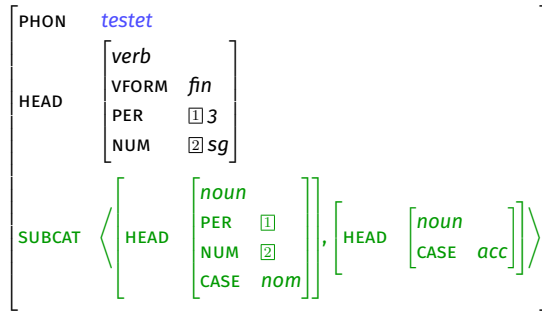 PHON testet
HEAD verb
VFORM fin
PER 1 3
NUM 2 sg
SUBCAT ⟨ HEAD noun
PER 1
NUM 2
CASE nom , HEAD noun
CASE acc ⟩